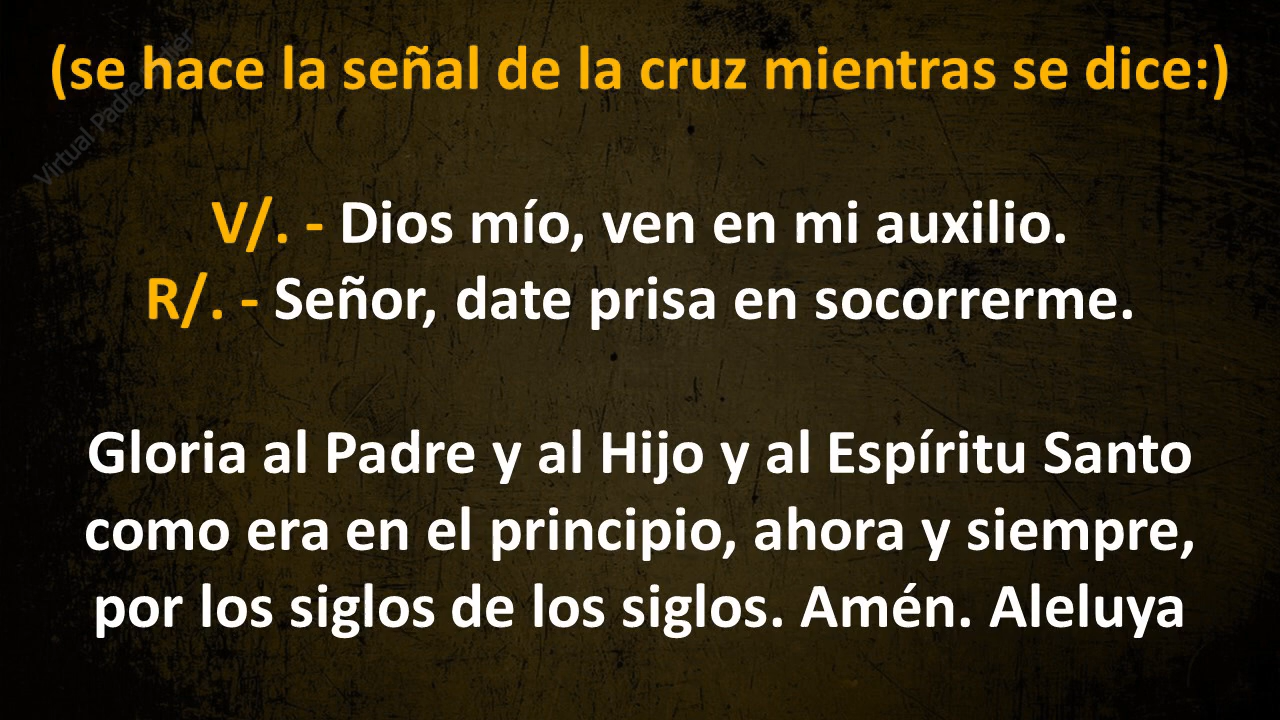 (se hace la señal de la cruz mientras se dice:)
Virtual Padre
V/. - Dios mío, ven en mi auxilio.
R/. - Señor, date prisa en socorrerme.
Gloria al Padre y al Hijo y al Espíritu Santo
como era en el principio, ahora y siempre,
por los siglos de los siglos. Amén. Aleluya